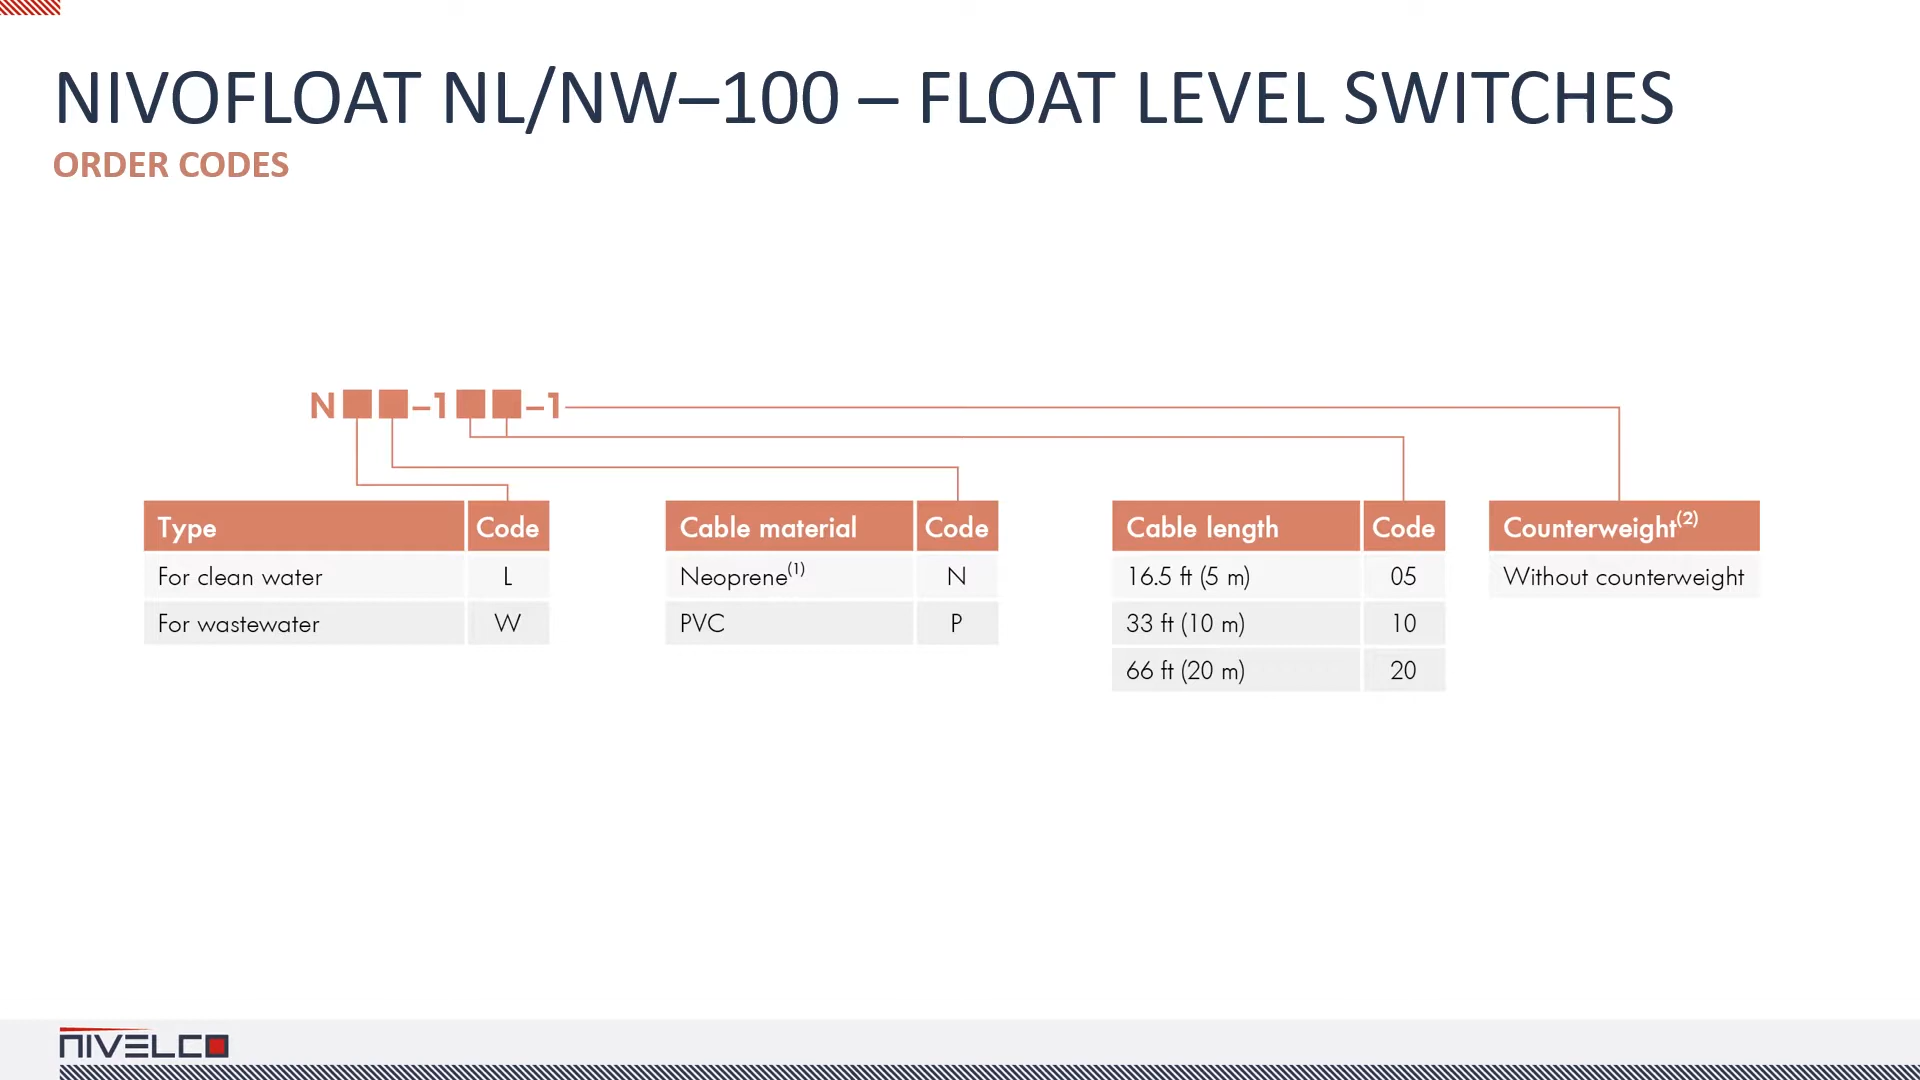 NIVOFLOAT NL/NW–100 – FLOAT LEVEL SWITCHES
ORDER CODES
N■■–1■■–1
Type Code
For clean water L
For wastewater W
Cable material Code
Neoprene(1) N
PVC P
Cable length Code
16.5 ft (5 m) 05
33 ft (10 m) 10
66 ft (20 m) 20
Counterweight(2)
Without counterweight
NIVELCO